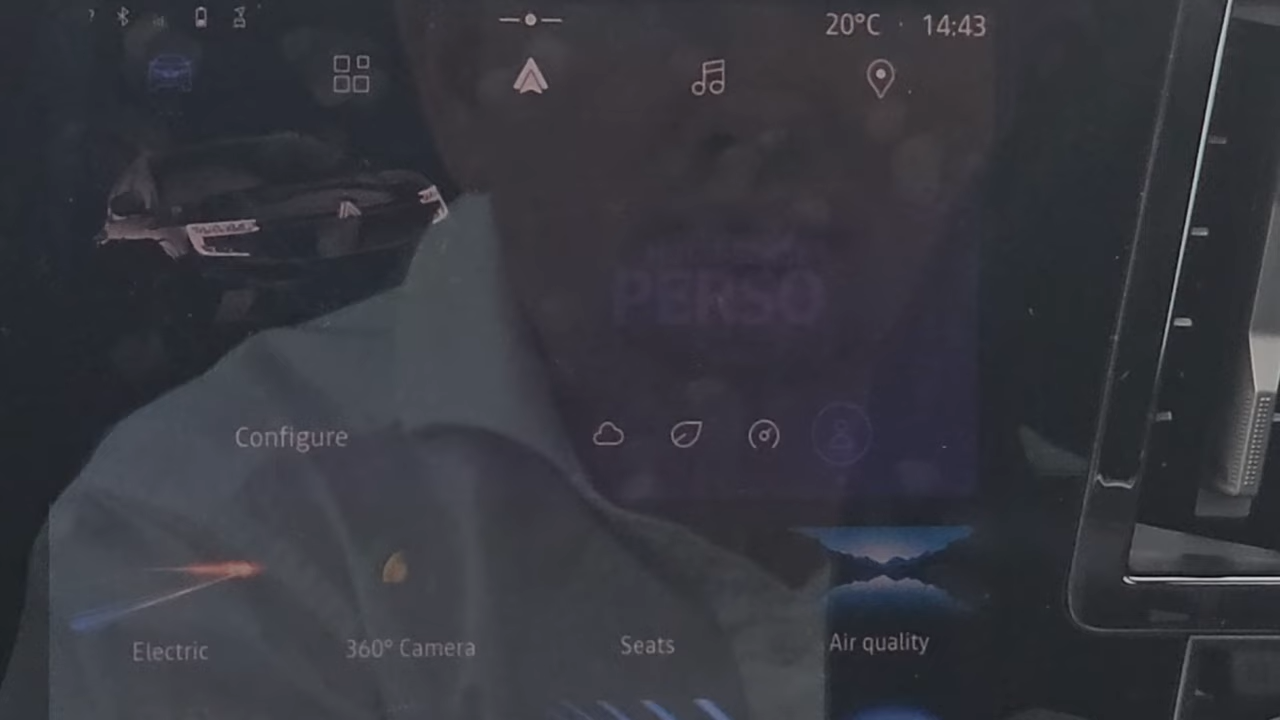 20°C · 14:43
PERSO
Configure
Electric
360° Camera
Seats
Air quality